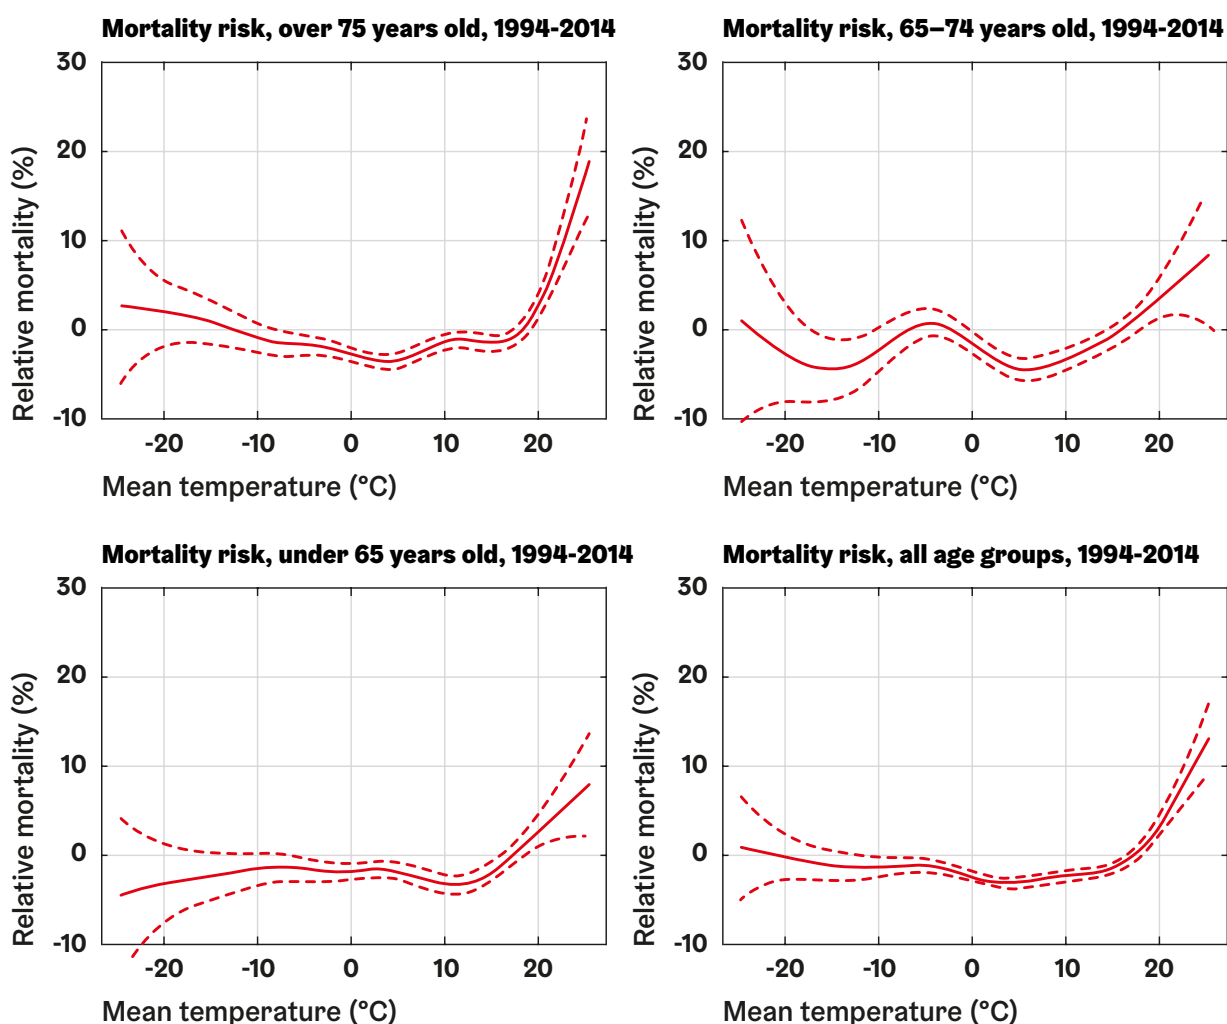 Mortality risk, over 75 years old, 1994-2014
30
20
10
0
-10
Relative mortality (%)
-20 -10 0 10 20
Mean temperature (°C)
Mortality risk, 65–74 years old, 1994-2014
30
20
10
0
-10
Relative mortality (%)
-20 -10 0 10 20
Mean temperature (°C)
Mortality risk, under 65 years old, 1994-2014
30
20
10
0
-10
Relative mortality (%)
-20 -10 0 10 20
Mean temperature (°C)
Mortality risk, all age groups, 1994-2014
30
20
10
0
-10
Relative mortality (%)
-20 -10 0 10 20
Mean temperature (°C)